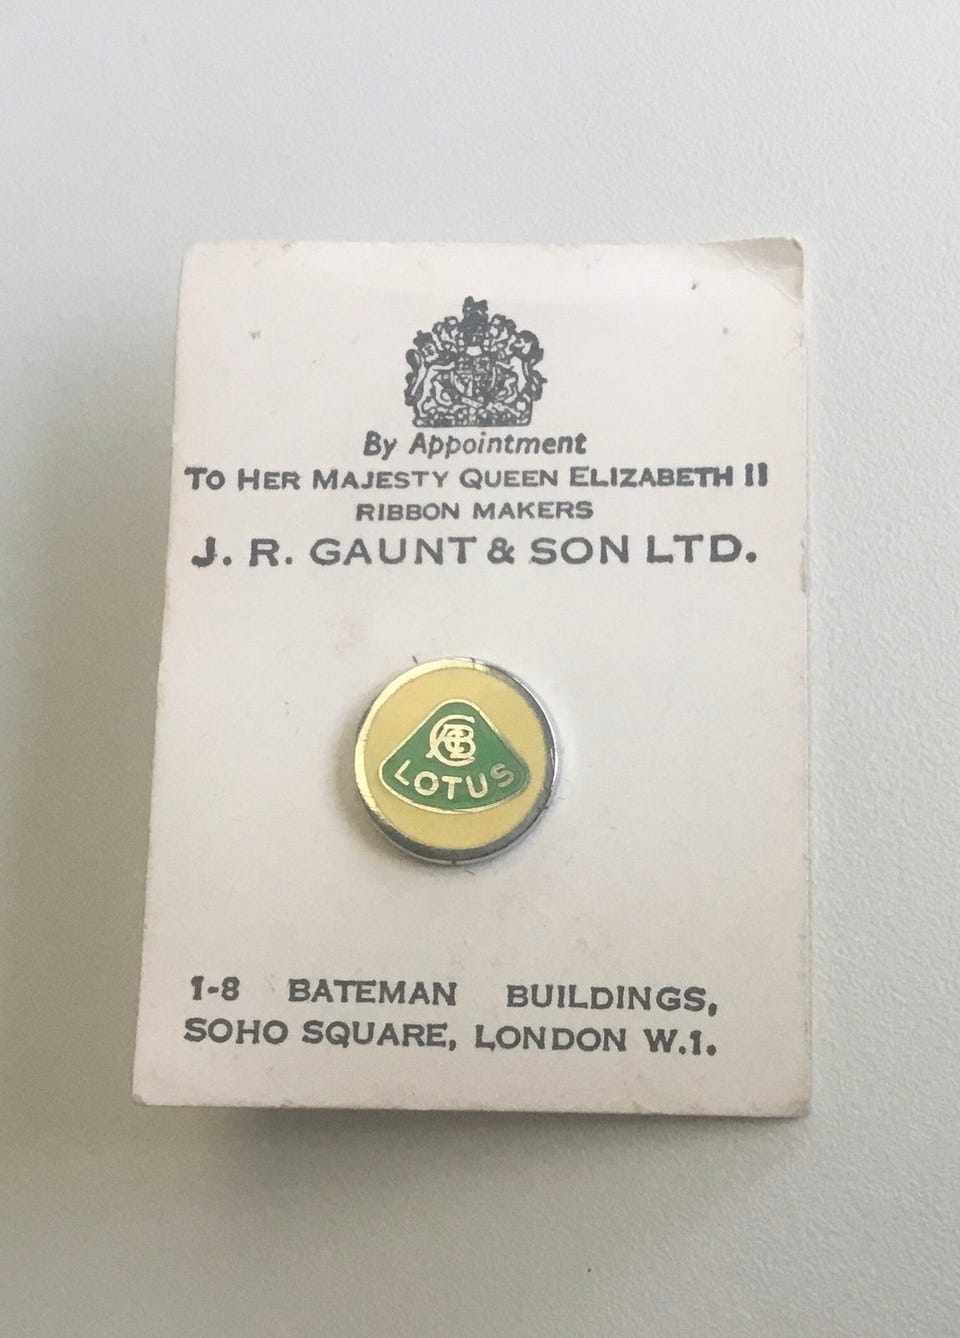 By Appointment
TO HER MAJESTY QUEEN ELIZABETH II
RIBBON MAKERS
J. R. GAUNT & SON LTD.
ACBC
LOTUS
1-8 BATEMAN BUILDINGS,
SOHO SQUARE, LONDON W.1.